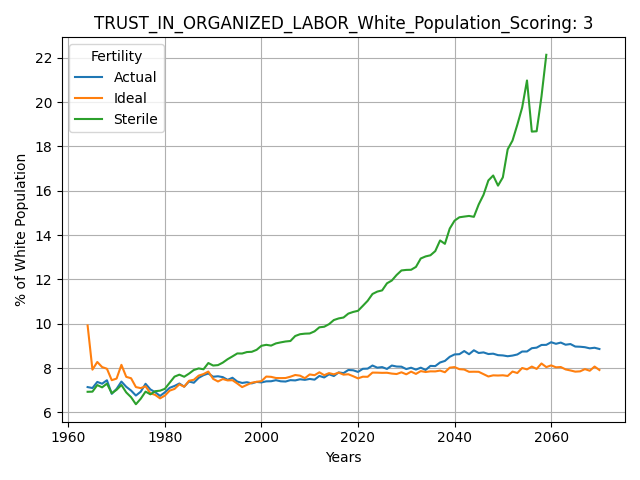 TRUST_IN_ORGANIZED_LABOR_White_Population_Scoring: 3
Fertility
Actual
Ideal
Sterile
% of White Population
22
20
18
16
14
12
10
8
6
1960
1980
2000
2020
2040
2060
Years